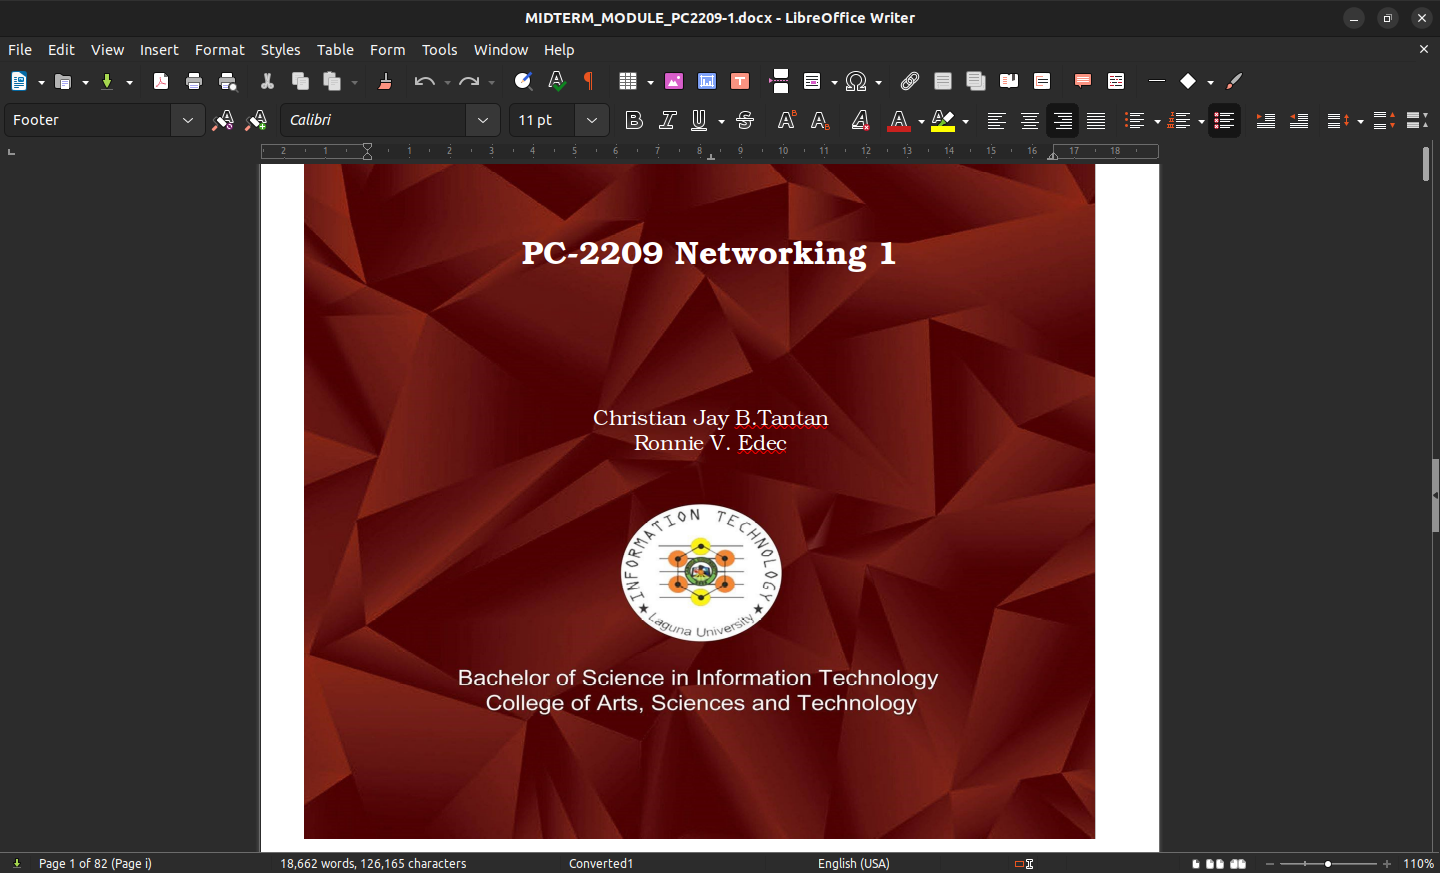 MIDTERM_MODULE_PC2209-1.docx - LibreOffice Writer
File Edit View Insert Format Styles Table Form Tools Window Help
Footer Calibri 11 pt
2 1 1 2 3 4 5 6 7 8 9 10 11 12 13 14 15 16 17 18
PC-2209 Networking 1
Christian Jay B.Tantan
Ronnie V. Edec
INFORMATION TECHNOLOGY
Laguna University
Bachelor of Science in Information Technology
College of Arts, Sciences and Technology
Page 1 of 82 (Page i) 18,662 words, 126,165 characters Converted1 English (USA) 110%